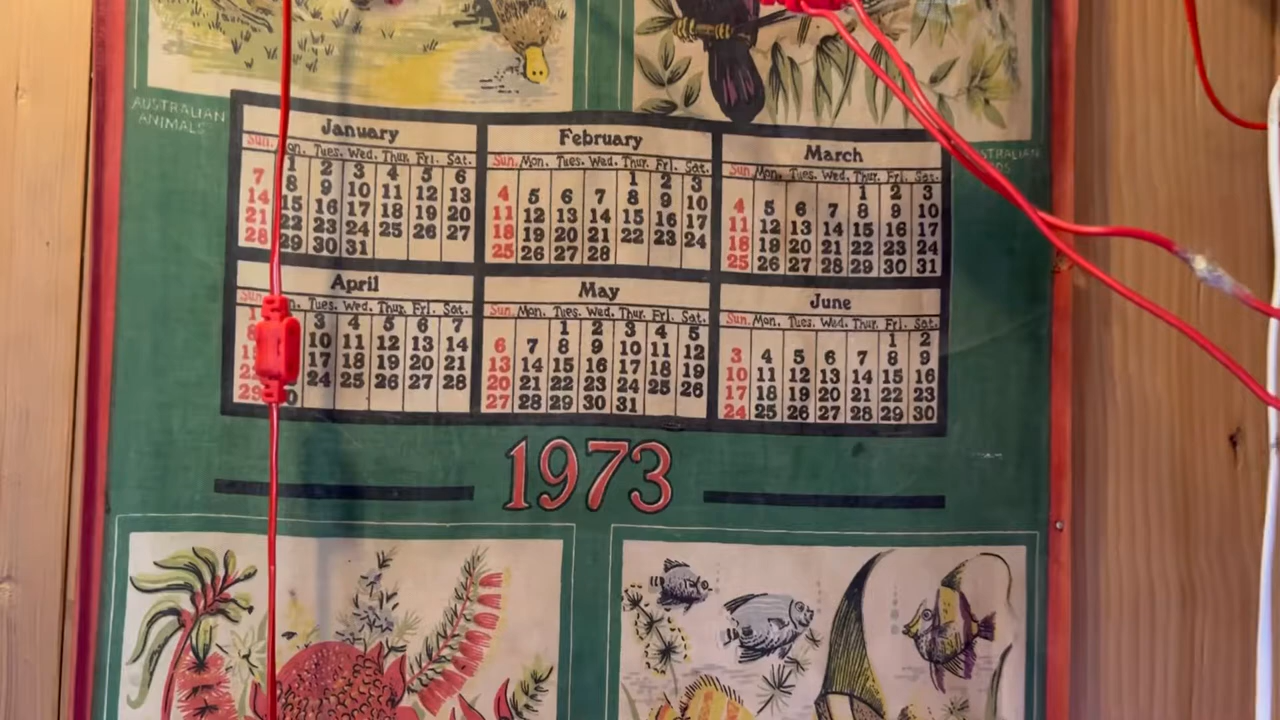 AUSTRALIAN
ANIMALS
January
Sun. on. Tues. Wed. Thur. Fri. Sat.
1 2 3 4 5 6
7 8 9 10 11 12 13
14 15 16 17 18 19 20
21 22 23 24 25 26 27
28 29 30 31
February
Sun. Mon. Tues. Wed. Thur. Fri. Sat.
1 2 3
4 5 6 7 8 9 10
11 12 13 14 15 16 17
18 19 20 21 22 23 24
25 26 27 28
March
Sun. Mon. Tues. Wed. Thur. Fri. Sat.
1 2 3
4 5 6 7 8 9 10
11 12 13 14 15 16 17
18 19 20 21 22 23 24
25 26 27 28 29 30 31
STRALIAN
DS
April
Sun. n. Tues. Wed. Thur. Fri. Sat.
1 3 4 5 6 7
8 10 11 12 13 14
1 17 18 19 20 21
2 24 25 26 27 28
29 0
May
Sun. Mon. Tues. Wed. Thur. Fri. Sat.
1 2 3 4 5
6 7 8 9 10 11 12
13 14 15 16 17 18 19
20 21 22 23 24 25 26
27 28 29 30 31
June
Sun. Mon. Tues. Wed. Thur. Fri. Sat.
1 2
3 4 5 6 7 8 9
10 11 12 13 14 15 16
17 18 19 20 21 22 23
24 25 26 27 28 29 30
1973